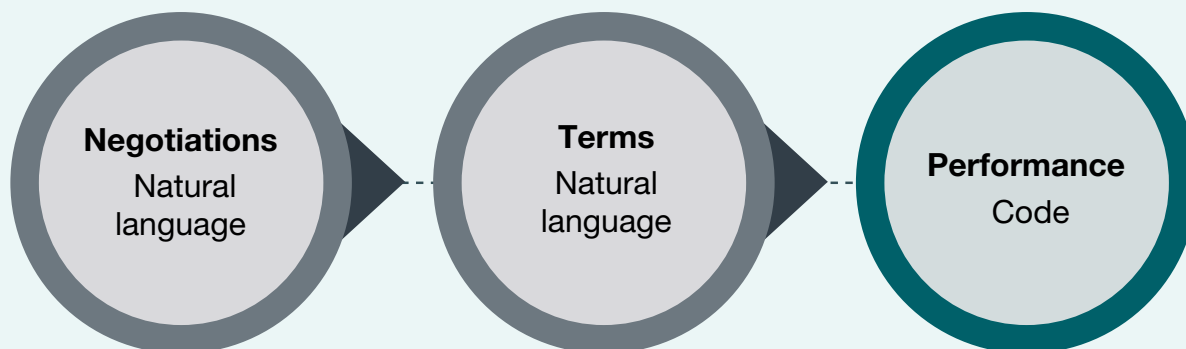 Negotiations
Natural
language
Terms
Natural
language
Performance
Code